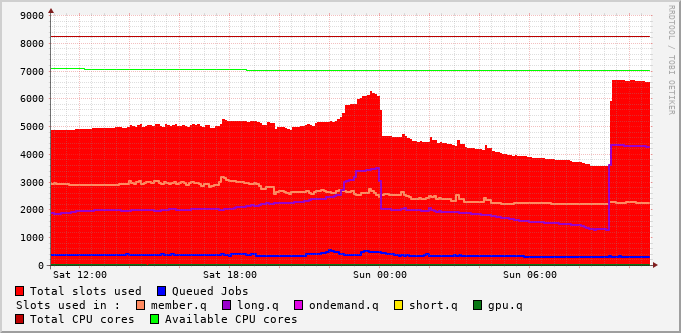 9000
8000
7000
6000
5000
4000
3000
2000
1000
0
Sat 12:00 Sat 18:00 Sun 00:00 Sun 06:00
Total slots used Queued Jobs
Slots used in : member.q long.q ondemand.q short.q gpu.q
Total CPU cores Available CPU cores
RRDTOOL / TOBI OETIKER